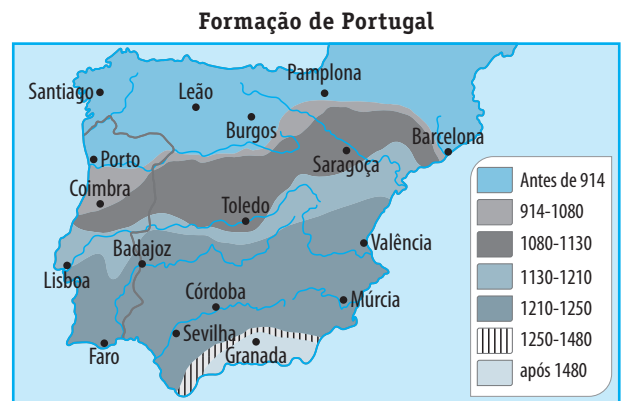 Formação de Portugal
Pamplona
Santiago
Leão
Burgos
Barcelona
Porto
Saragoça
Coimbra
Toledo
Valência
Badajoz
Lisboa
Córdoba
Múrcia
Sevilha
Granada
Faro
Antes de 914
914-1080
1080-1130
1130-1210
1210-1250
1250-1480
após 1480